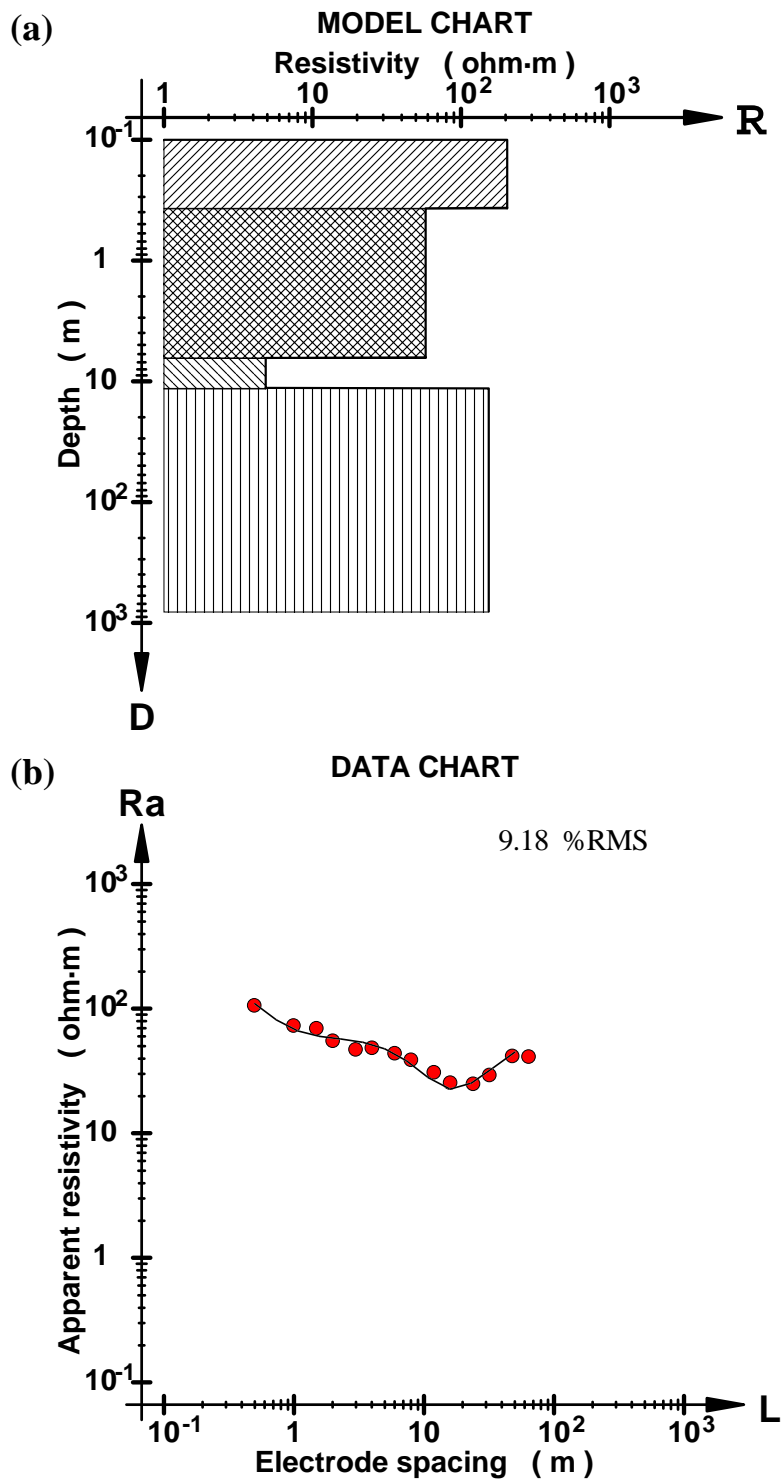 (a)
MODEL CHART
Resistivity ( ohm·m )
1 10 10² 10³
R
10⁻¹
1
10
10²
10³
Depth ( m )
D
(b)
DATA CHART
Ra
9.18 %RMS
10³
10²
10
1
10⁻¹
Apparent resistivity ( ohm·m )
10⁻¹ 1 10 10² 10³
L
Electrode spacing ( m )